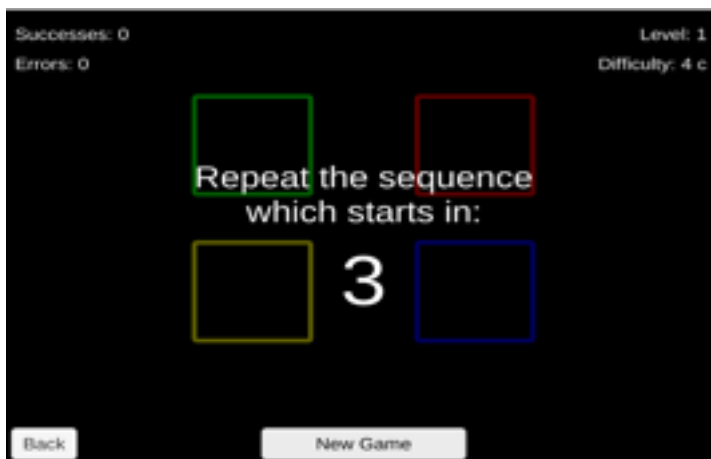 Successes: 0
Level: 1
Errors: 0
Difficulty: 4 c
Repeat the sequence
which starts in:
3
Back
New Game